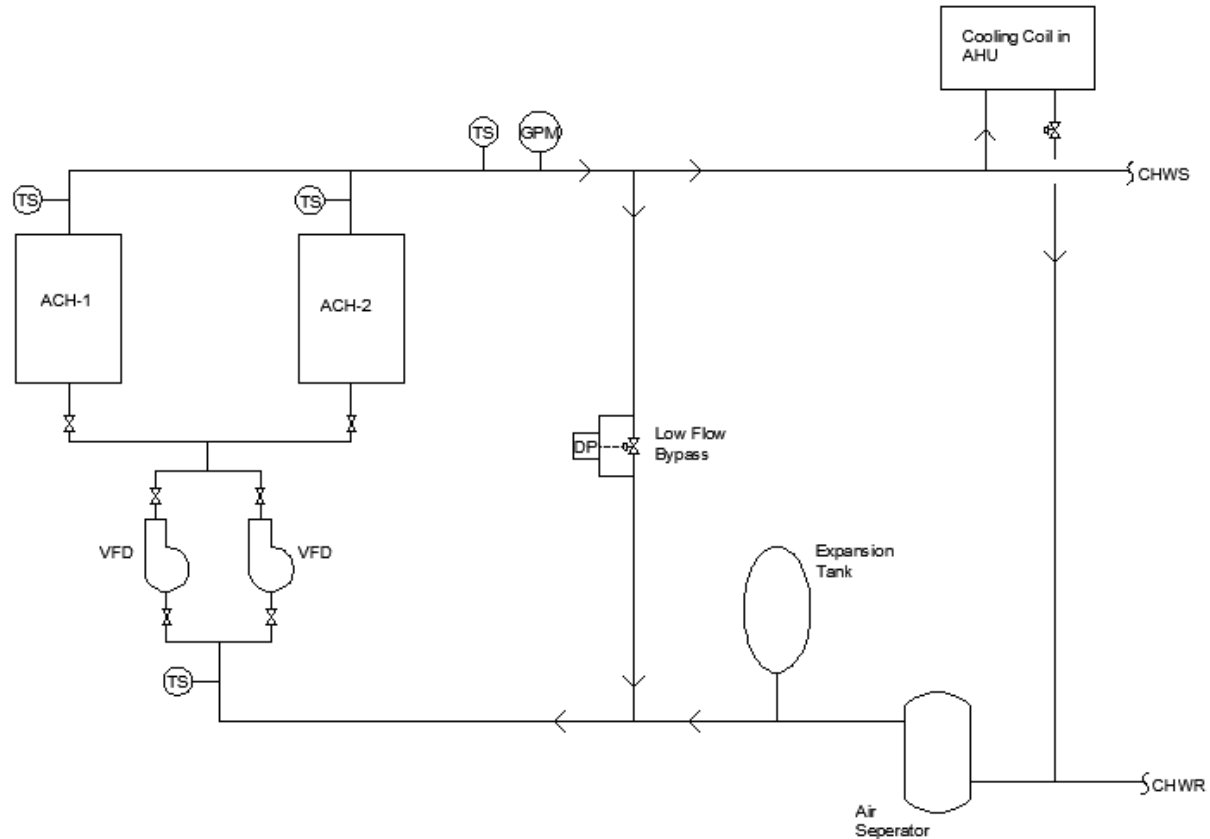 Cooling Coil in
AHU
TS
GPM
CHWS
TS
TS
ACH-1
ACH-2
DP
Low Flow
Bypass
VFD
VFD
Expansion
Tank
TS
CHWR
Air
Seperator